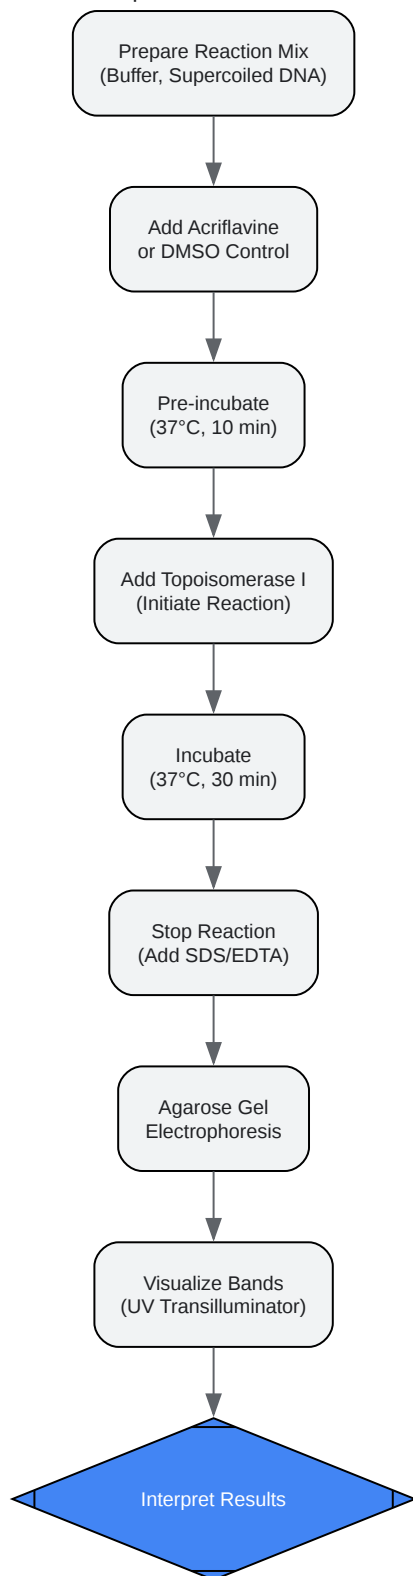 Prepare Reaction Mix
(Buffer, Supercoiled DNA)
Add Acriflavine
or DMSO Control
Pre-incubate
(37°C, 10 min)
Add Topoisomerase I
(Initiate Reaction)
Incubate
(37°C, 30 min)
Stop Reaction
(Add SDS/EDTA)
Agarose Gel
Electrophoresis
Visualize Bands
(UV Transilluminator)
Interpret Results